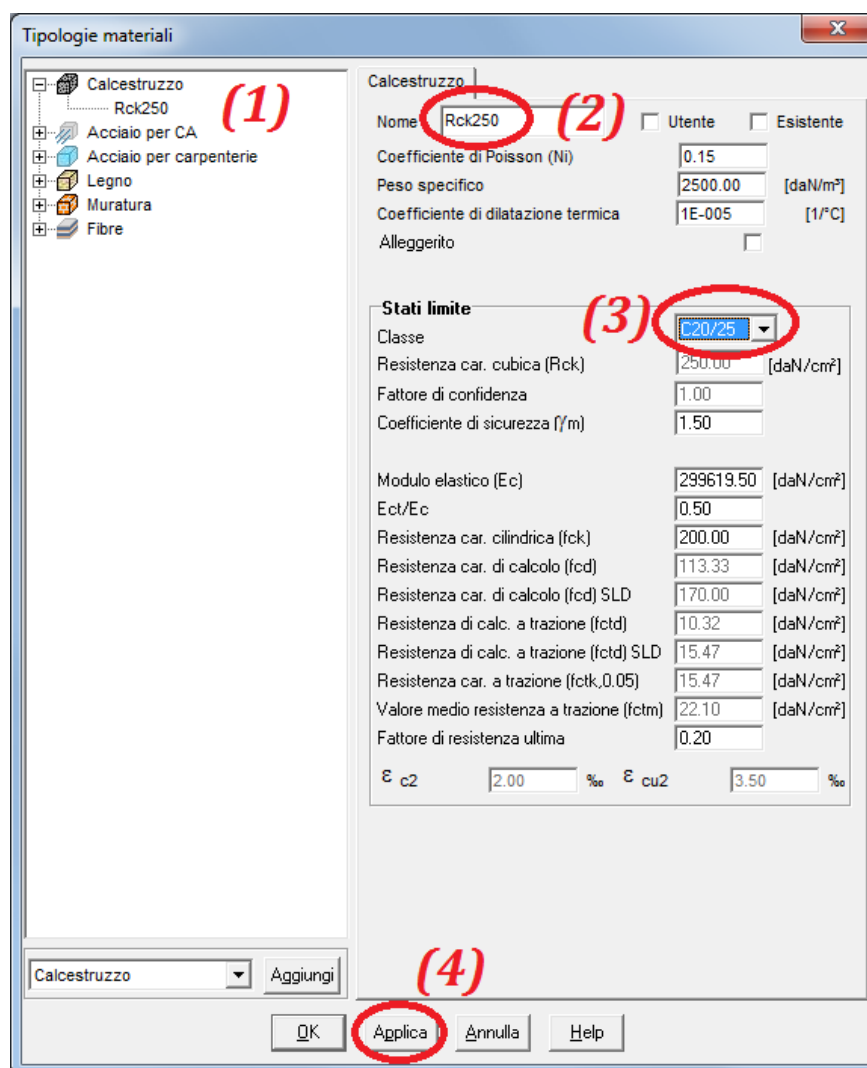 Tipologie materiali
Calcestruzzo
Rck250
(1)
Acciaio per CA
Acciaio per carpenterie
Legno
Muratura
Fibre
Calcestruzzo
Nome Rck250 (2) Utente Esistente
Coefficiente di Poisson (Ni) 0.15
Peso specifico 2500.00 [daN/m³]
Coefficiente di dilatazione termica 1E-005 [1/°C]
Alleggerito
Stati limite
(3)
Classe C20/25
Resistenza car. cubica (Rck) 250.00 [daN/cm²]
Fattore di confidenza 1.00
Coefficiente di sicurezza (γm) 1.50
Modulo elastico (Ec) 299619.50 [daN/cm²]
Ect/Ec 0.50
Resistenza car. cilindrica (fck) 200.00 [daN/cm²]
Resistenza car. di calcolo (fcd) 113.33 [daN/cm²]
Resistenza car. di calcolo (fcd) SLD 170.00 [daN/cm²]
Resistenza di calc. a trazione (fctd) 10.32 [daN/cm²]
Resistenza di calc. a trazione (fctd) SLD 15.47 [daN/cm²]
Resistenza car. a trazione (fctk,0.05) 15.47 [daN/cm²]
Valore medio resistenza a trazione (fctm) 22.10 [daN/cm²]
Fattore di resistenza ultima 0.20
ε c2 2.00 ‰ ε cu2 3.50 ‰
Calcestruzzo Aggiungi
(4)
OK Applica Annulla Help